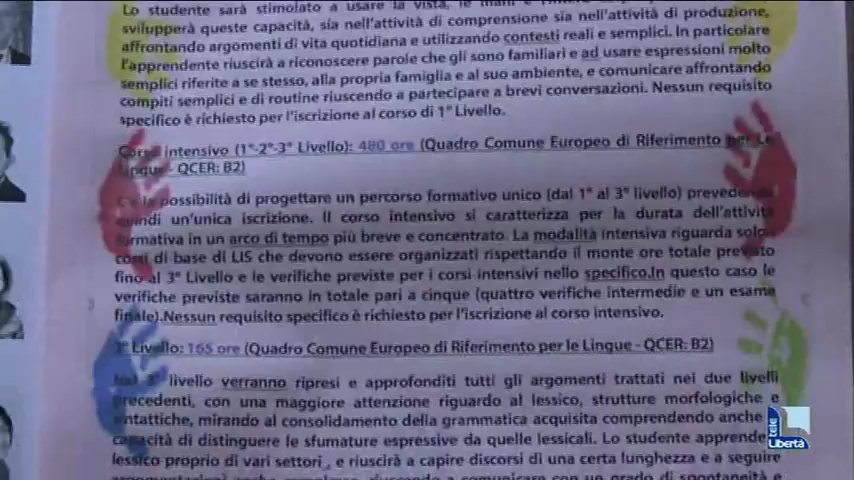 Lo studente sarà stimolato a usare la vista, le mani e
svilupperà queste capacità, sia nell'attività di comprensione sia nell'attività di produzione,
affrontando argomenti di vita quotidiana e utilizzando contesti reali e semplici. In particolare
l'apprendente riuscirà a riconoscere parole che gli sono familiari e ad usare espressioni molto
semplici riferite a se stesso, alla propria famiglia e al suo ambiente, e comunicare affrontando
compiti semplici e di routine riuscendo a partecipare a brevi conversazioni. Nessun requisito
specifico è richiesto per l'iscrizione al corso di 1° Livello.
Corso intensivo (1°-2°-3° Livello): 480 ore (Quadro Comune Europeo di Riferimento per Le
Lingue - QCER: B2)
C'è la possibilità di progettare un percorso formativo unico (dal 1° al 3° livello) prevedendo
quindi un'unica iscrizione. Il corso intensivo si caratterizza per la durata dell'attività
formativa in un arco di tempo più breve e concentrato. La modalità intensiva riguarda solo
corsi di base di LIS che devono essere organizzati rispettando il monte ore totale previsto
fino al 3° Livello e le verifiche previste per i corsi intensivi nello specifico.In questo caso le
verifiche previste saranno in totale pari a cinque (quattro verifiche intermedie e un esame
finale).Nessun requisito specifico è richiesto per l'iscrizione al corso intensivo.
3° Livello: 165 ore (Quadro Comune Europeo di Riferimento per le Lingue - QCER: B2)
Nel 3° livello verranno ripresi e approfonditi tutti gli argomenti trattati nei due livelli
precedenti, con una maggiore attenzione riguardo al lessico, strutture morfologiche e
sintattiche, mirando al consolidamento della grammatica acquisita comprendendo anche
capacità di distinguere le sfumature espressive da quelle lessicali. Lo studente apprende
lessico proprio di vari settori , e riuscirà a capire discorsi di una certa lunghezza e a seguire
argomentazioni anche complesse, riuscendo a comunicare con un grado di spontaneità e
tele
Libertà